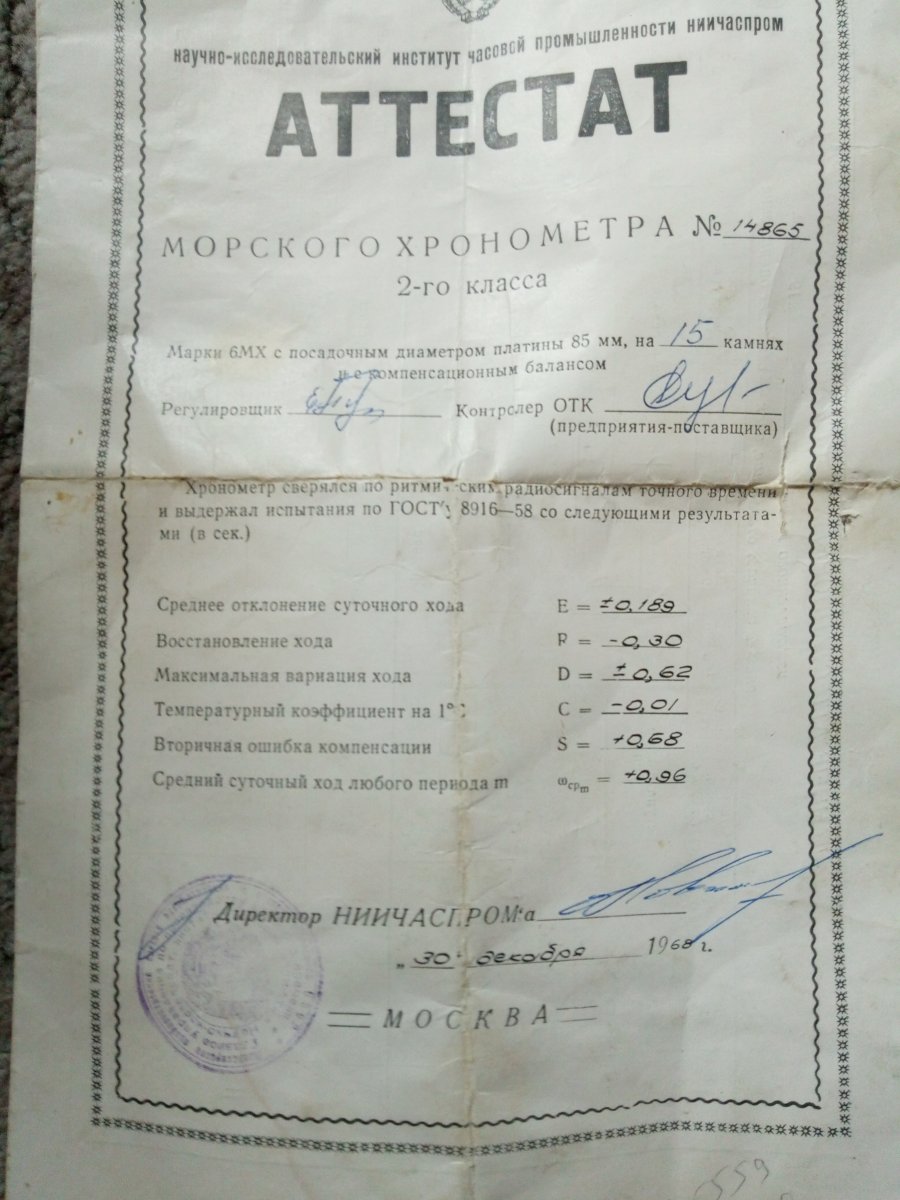 научно-исследовательский институт часовой промышленности ниичаспром
АТТЕСТАТ
МОРСКОГО ХРОНОМЕТРА № 14865
2-го класса
Марки 6МХ с посадочным диаметром платины 85 мм, на 15 камнях
и с компенсационным балансом
Регулировщик Контролер ОТК
(предприятия-поставщика)
Хронометр сверялся по ритмическим радиосигналам точного времени
и выдержал испытания по ГОСТ 8916—58 со следующими результата-
ми (в сек.)
Среднее отклонение суточного хода E = ±0,189
Восстановление хода R = -0,30
Максимальная вариация хода D = ± 0,62
Температурный коэффициент на 1°C C = -0,01
Вторичная ошибка компенсации S = +0,68
Средний суточный ход любого периода m ωсрm = +0,96
Директор НИИЧАСПРОМ'а
„30" декабря 1968 г.
МОСКВА
559